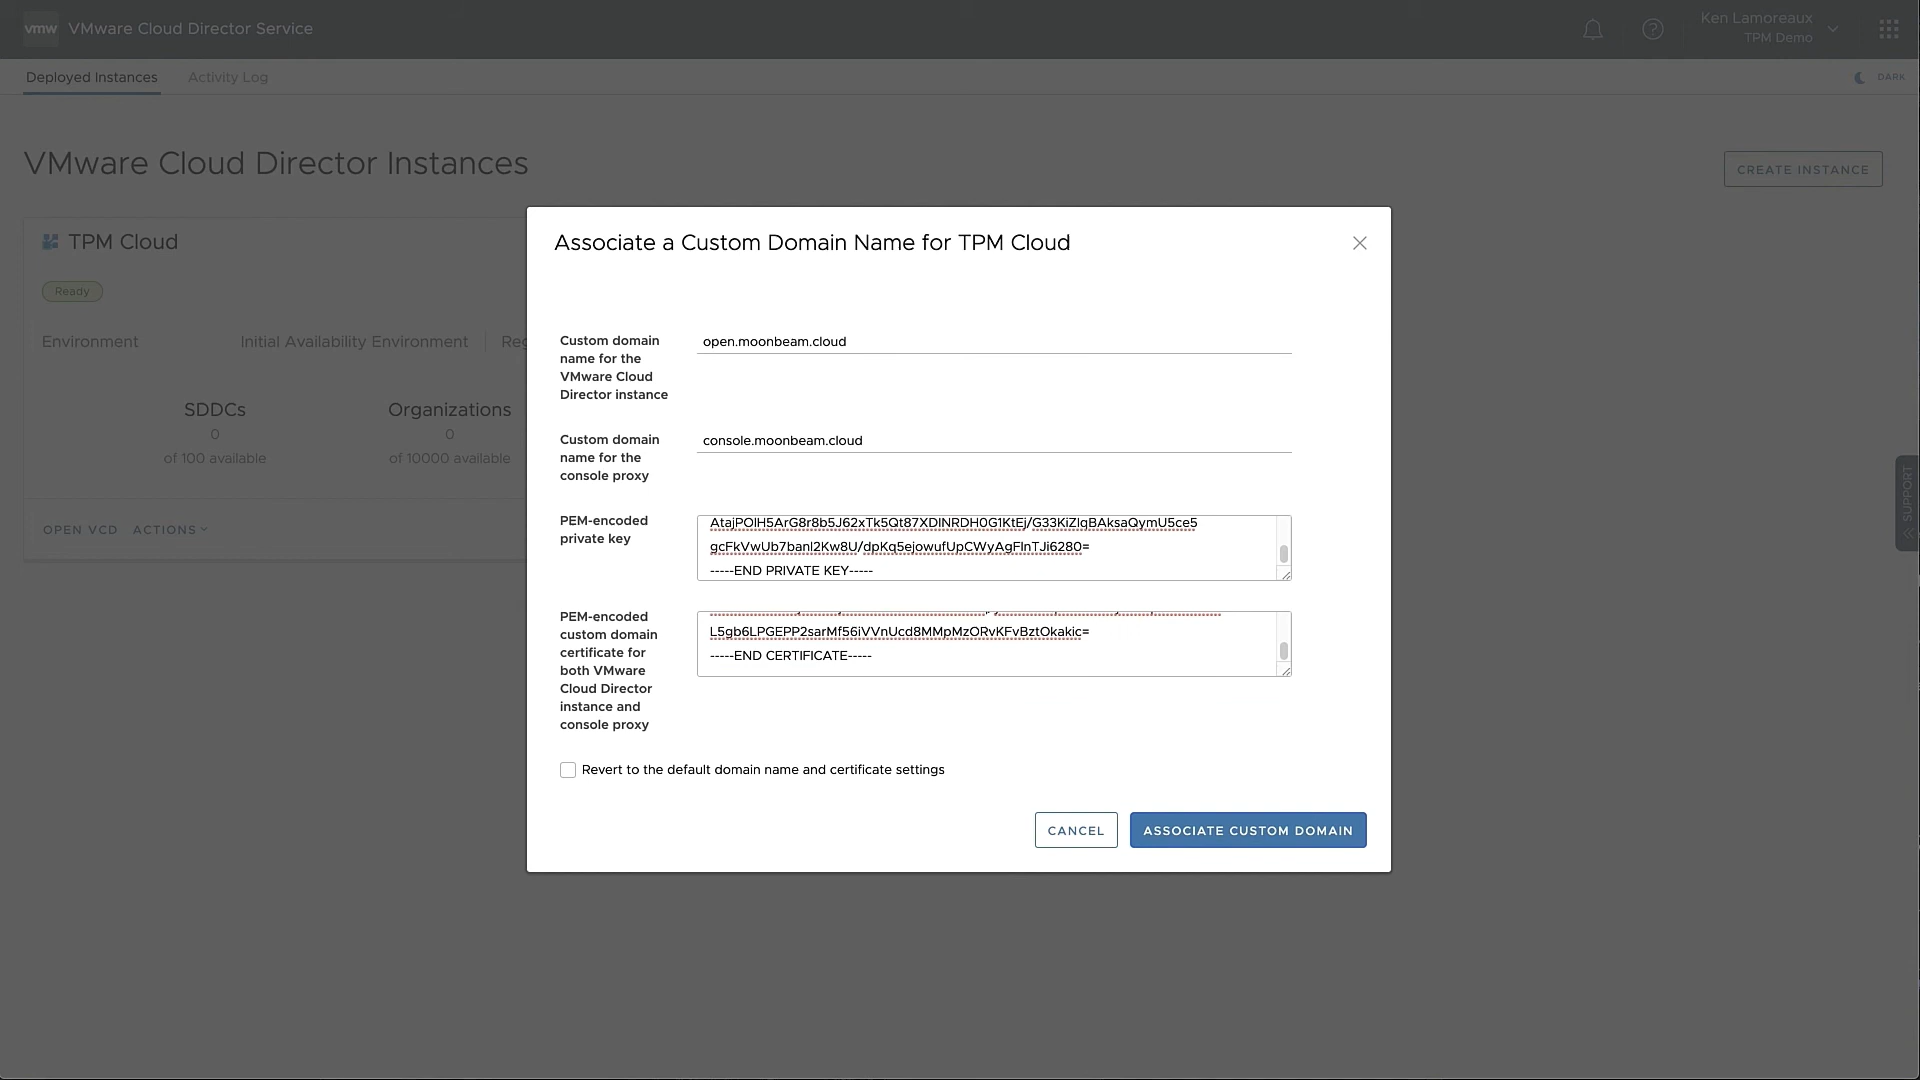 vmw VMware Cloud Director Service
Ken Lamoreaux
TPM Demo
Deployed Instances Activity Log
DARK
VMware Cloud Director Instances
CREATE INSTANCE
TPM Cloud
Ready
Environment Initial Availability Environment
SDDCs Organizations
0 0
of 100 available of 10000 available
OPEN VCD ACTIONS
SUPPORT
Associate a Custom Domain Name for TPM Cloud
Custom domain
name for the
VMware Cloud
Director instance
open.moonbeam.cloud
Custom domain
name for the
console proxy
console.moonbeam.cloud
PEM-encoded
private key
-----END PRIVATE KEY-----
PEM-encoded
custom domain
certificate for
both VMware
Cloud Director
instance and
console proxy
L5gb6LPGEPP2sarMf56iVVnUcd8MMpMzORvKFvBztOkakic=
-----END CERTIFICATE-----
Revert to the default domain name and certificate settings
CANCEL ASSOCIATE CUSTOM DOMAIN